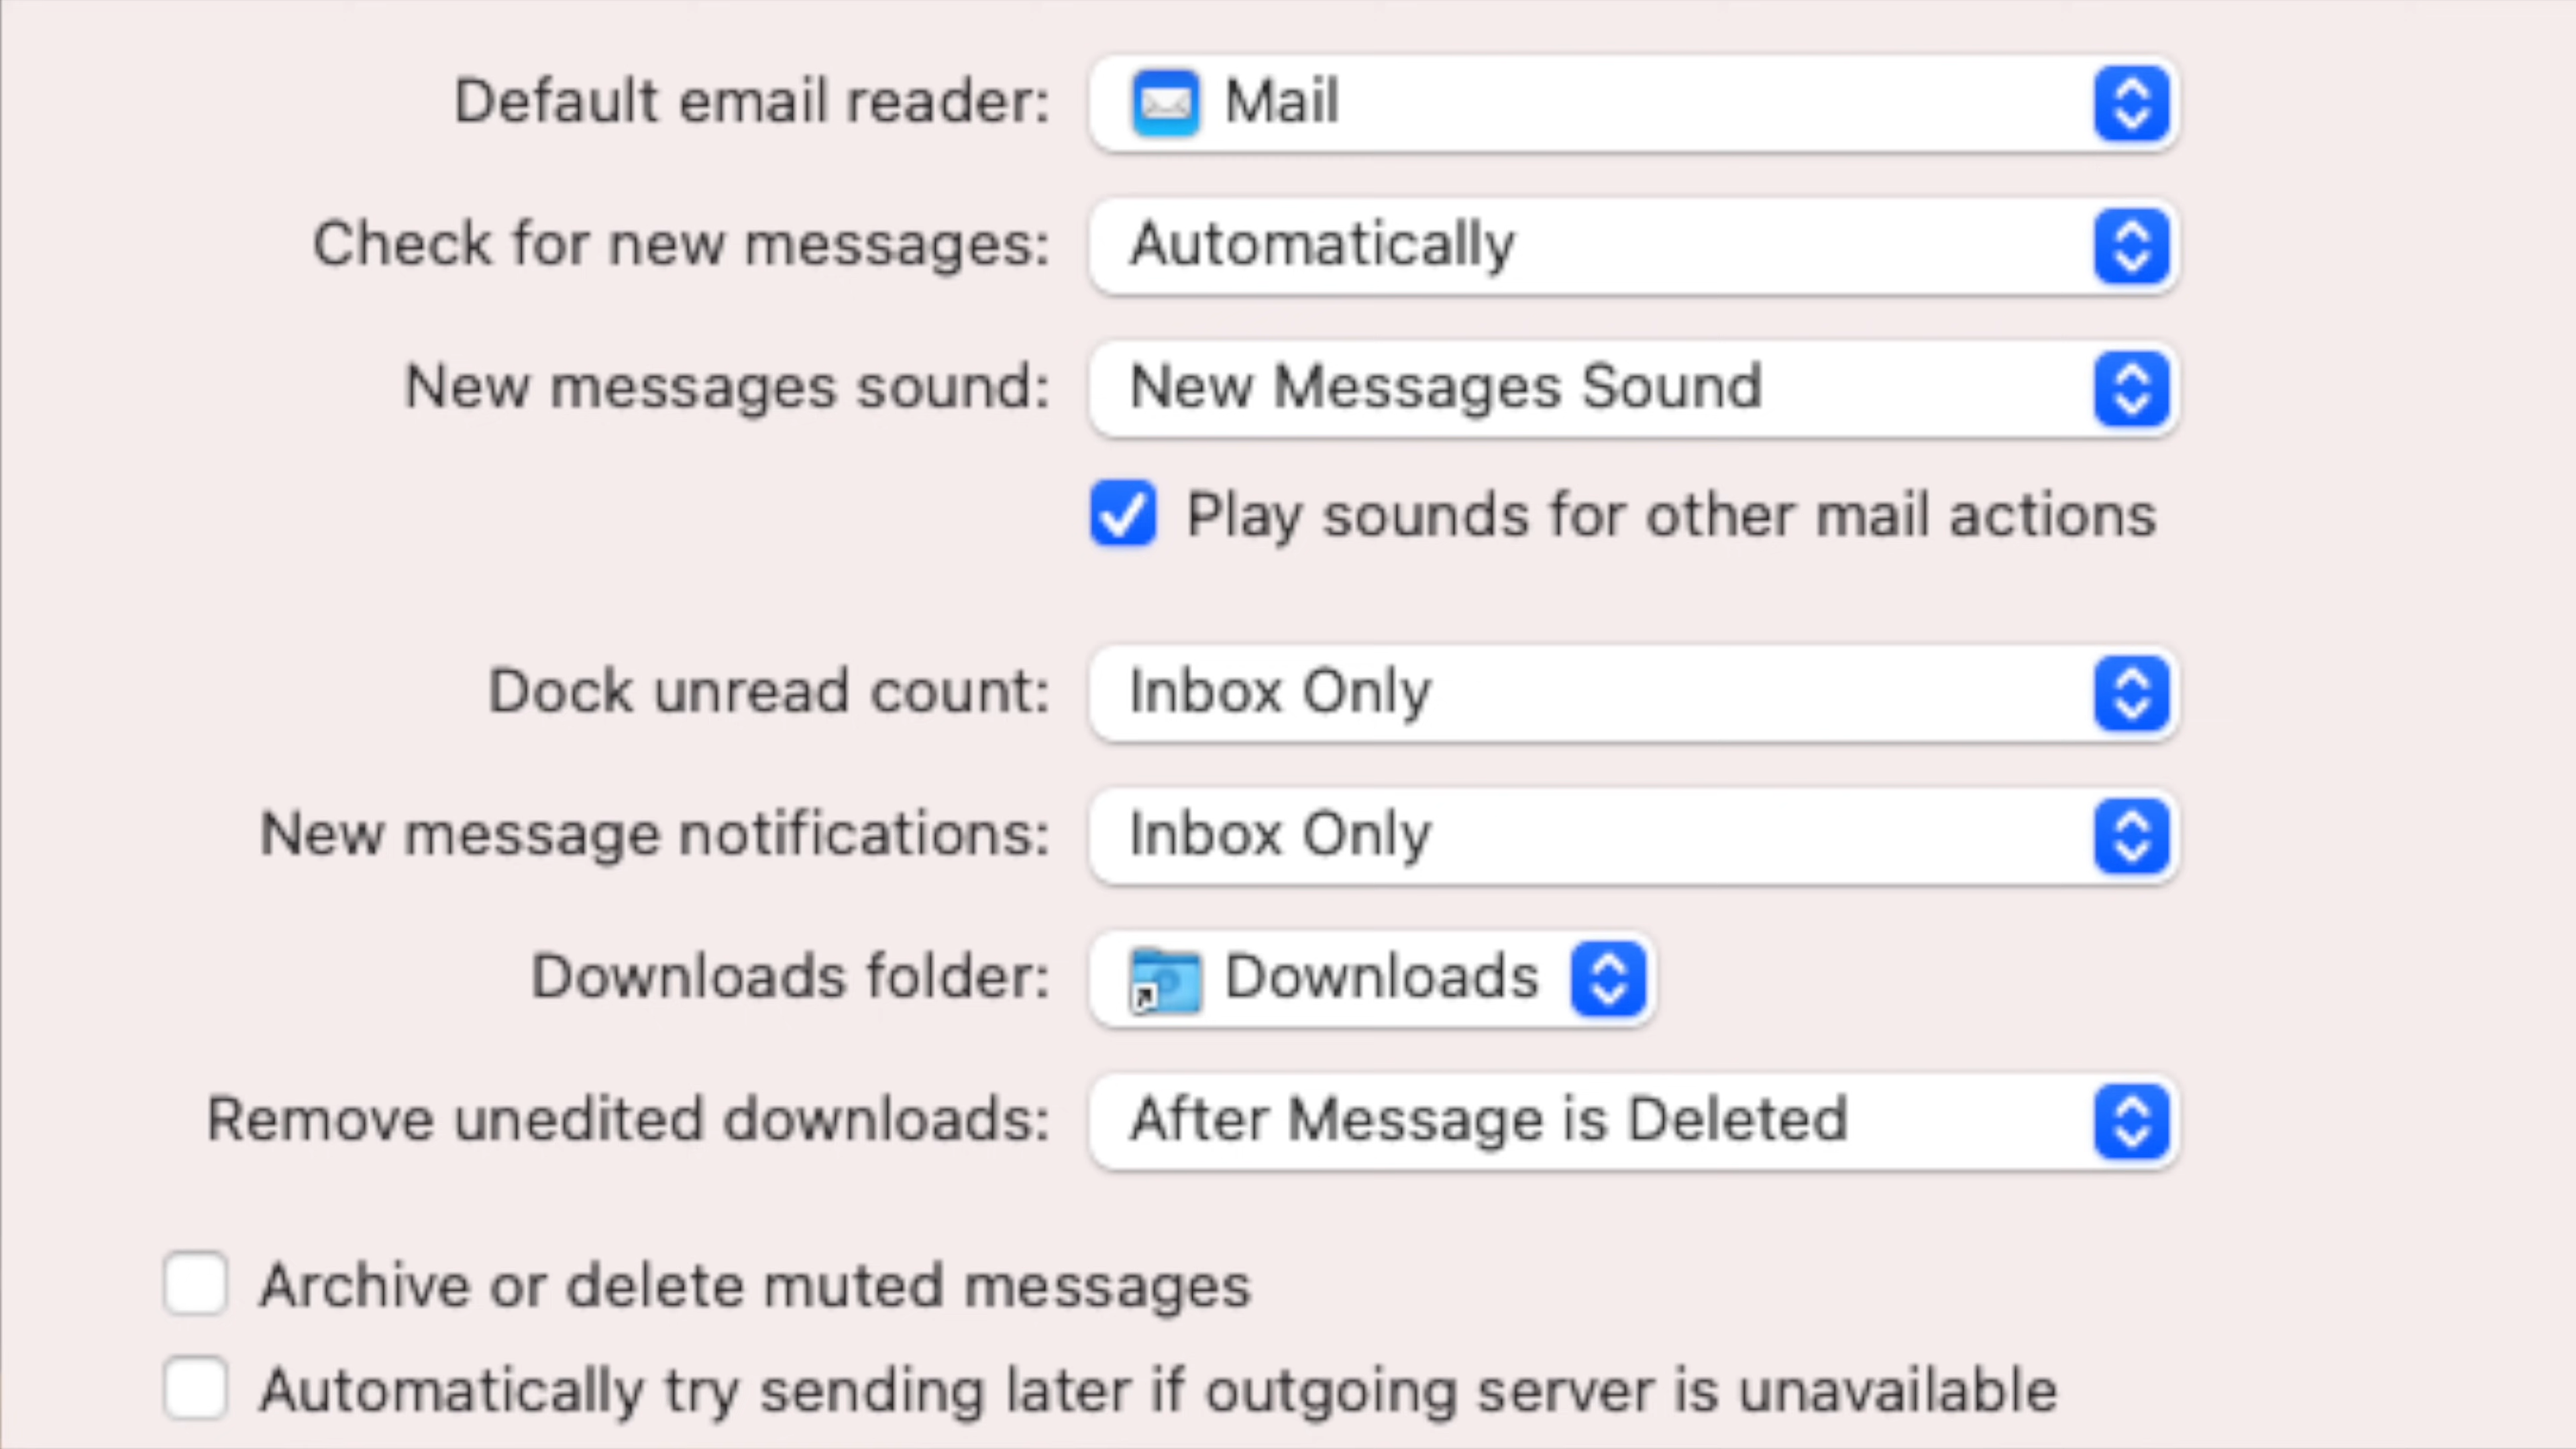 Default email reader: Mail
Check for new messages: Automatically
New messages sound: New Messages Sound
Play sounds for other mail actions
Dock unread count: Inbox Only
New message notifications: Inbox Only
Downloads folder: Downloads
Remove unedited downloads: After Message is Deleted
Archive or delete muted messages
Automatically try sending later if outgoing server is unavailable